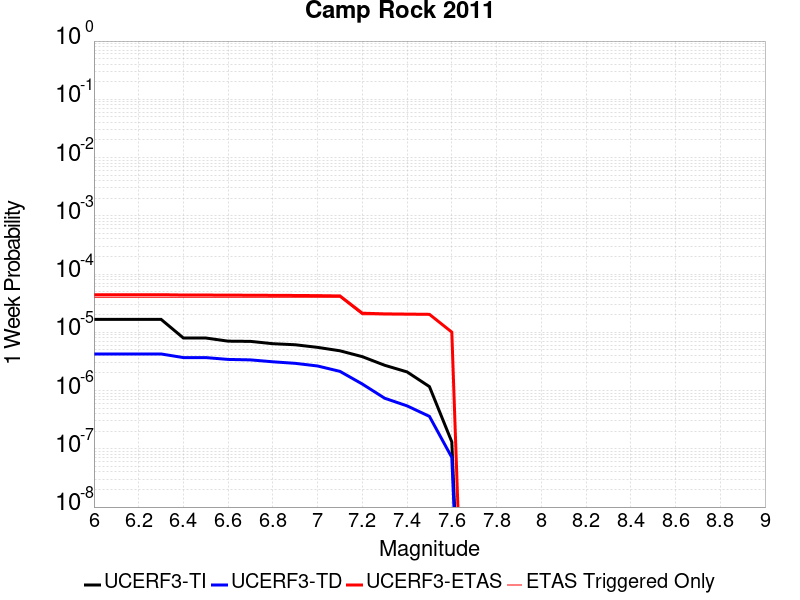 Camp Rock 2011
1 Week Probability
10^0
10^-1
10^-2
10^-3
10^-4
10^-5
10^-6
10^-7
10^-8
6 6.2 6.4 6.6 6.8 7 7.2 7.4 7.6 7.8 8 8.2 8.4 8.6 8.8 9
Magnitude
UCERF3-TI UCERF3-TD UCERF3-ETAS ETAS Triggered Only